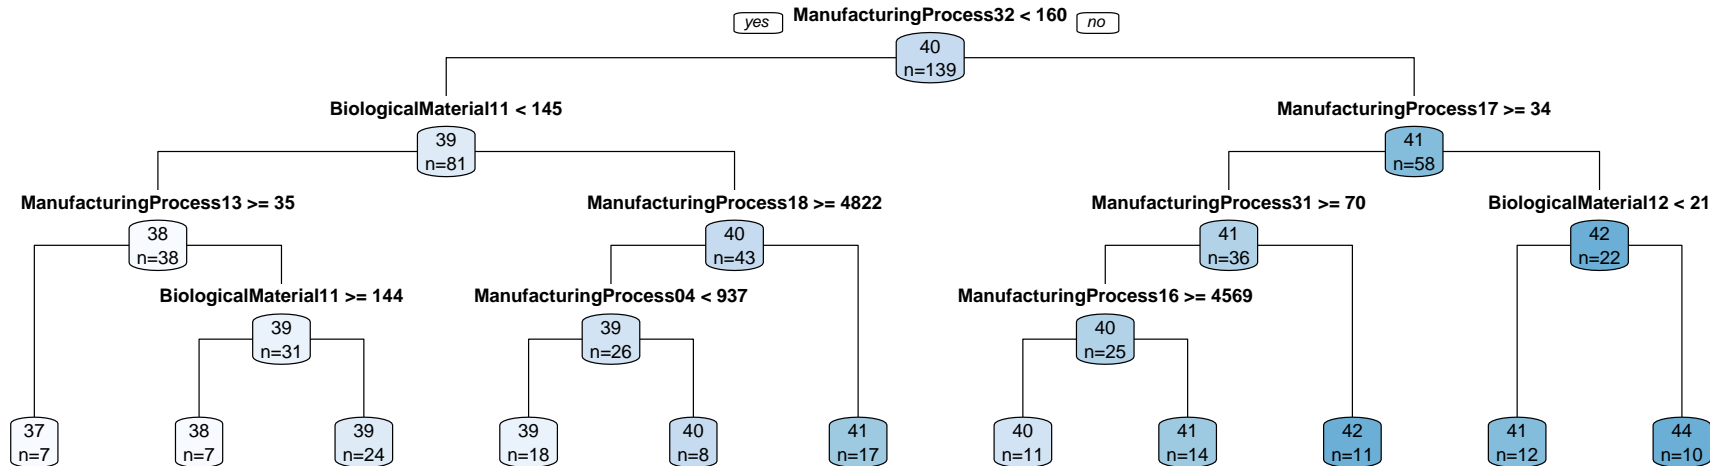 ManufacturingProcess32 < 160
yes
no
40
n=139
BiologicalMaterial11 < 145
ManufacturingProcess17 >= 34
39
n=81
41
n=58
ManufacturingProcess13 >= 35
ManufacturingProcess18 >= 4822
ManufacturingProcess31 >= 70
BiologicalMaterial12 < 21
38
n=38
40
n=43
41
n=36
42
n=22
BiologicalMaterial11 >= 144
ManufacturingProcess04 < 937
ManufacturingProcess16 >= 4569
39
n=31
39
n=26
40
n=25
37
n=7
38
n=7
39
n=24
39
n=18
40
n=8
41
n=17
40
n=11
41
n=14
42
n=11
41
n=12
44
n=10